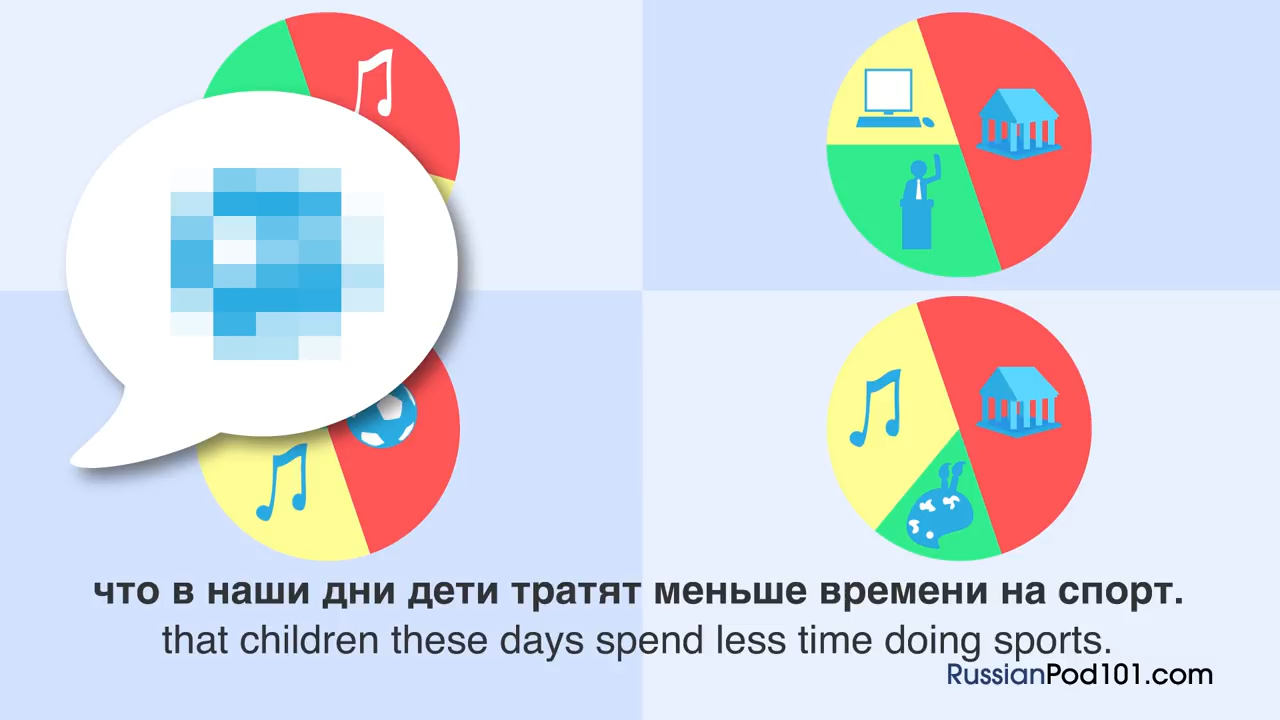 что в наши дни дети тратят меньше времени на спорт.
that children these days spend less time doing sports.
RussianPod101.com